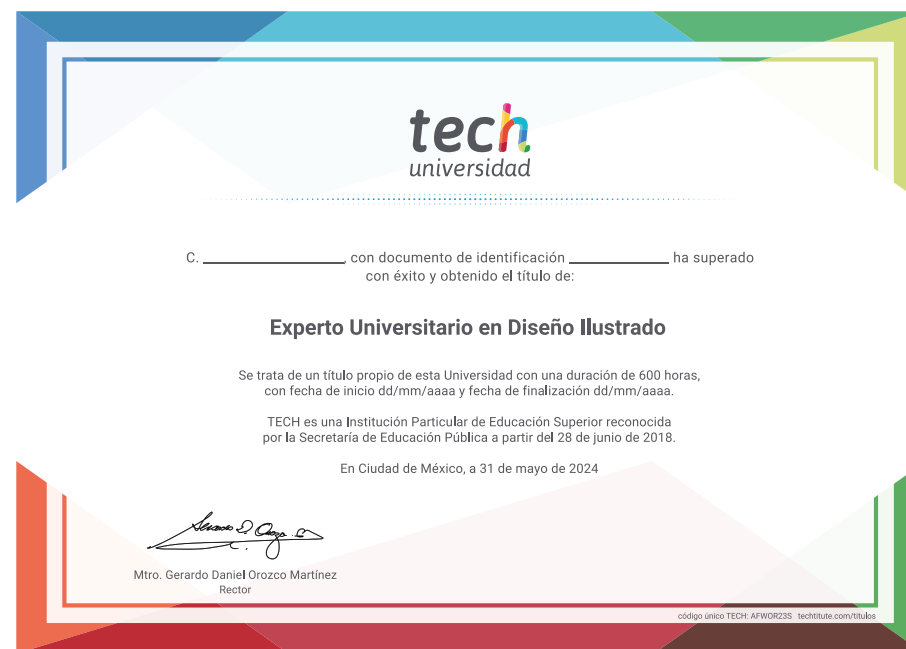 tech
universidad
C. ____________, con documento de identificación _________ ha superado
con éxito y obtenido el título de:
Experto Universitario en Diseño Ilustrado
Se trata de un título propio de esta Universidad con una duración de 600 horas,
con fecha de inicio dd/mm/aaaa y fecha de finalización dd/mm/aaaa.
TECH es una Institución Particular de Educación Superior reconocida
por la Secretaría de Educación Pública a partir del 28 de junio de 2018.
En Ciudad de México, a 31 de mayo de 2024
Mtro. Gerardo Daniel Orozco Martínez
Rector
código único TECH: AFWOR23S techtitute.com/titulos